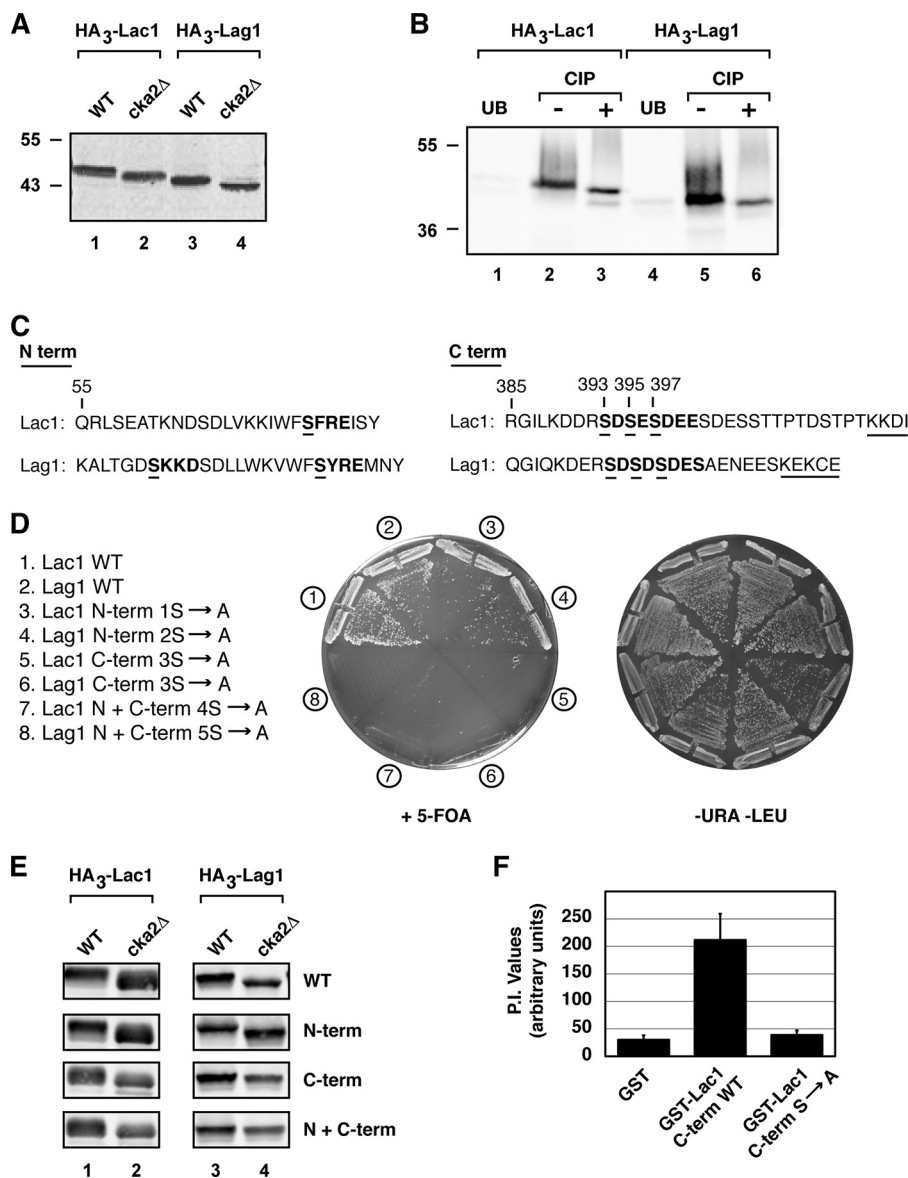 A
HA3-Lac1 HA3-Lag1
WT cka2Δ WT cka2Δ
55
43
1 2 3 4
B
HA3-Lac1 HA3-Lag1
CIP CIP
UB - + UB - +
55
36
1 2 3 4 5 6
C
N term
55
Lac1: QRLSEATKNDSDLVKKIWFSFREISY
Lag1: KALTGDSKKDSDLLWKVWFSYREMNY
C term
385 393 395 397
Lac1: RGILKDDRSDSESDEESDESSTTPTDSTPTKKDI
Lag1: QGIQKDERSDSDSDESAENEESKEKCE
D
1. Lac1 WT
2. Lag1 WT
3. Lac1 N-term 1S → A
4. Lag1 N-term 2S → A
5. Lac1 C-term 3S → A
6. Lag1 C-term 3S → A
7. Lac1 N + C-term 4S → A
8. Lag1 N + C-term 5S → A
1
2
3
4
5
6
7
8
+ 5-FOA
-URA -LEU
E
HA3-Lac1 HA3-Lag1
WT cka2Δ WT cka2Δ
WT
N-term
C-term
N + C-term
1 2 3 4
F
P.I. Values
(arbitrary units)
250
200
150
100
50
0
GST
GST-Lac1
C-term WT
GST-Lac1
C-term S → A